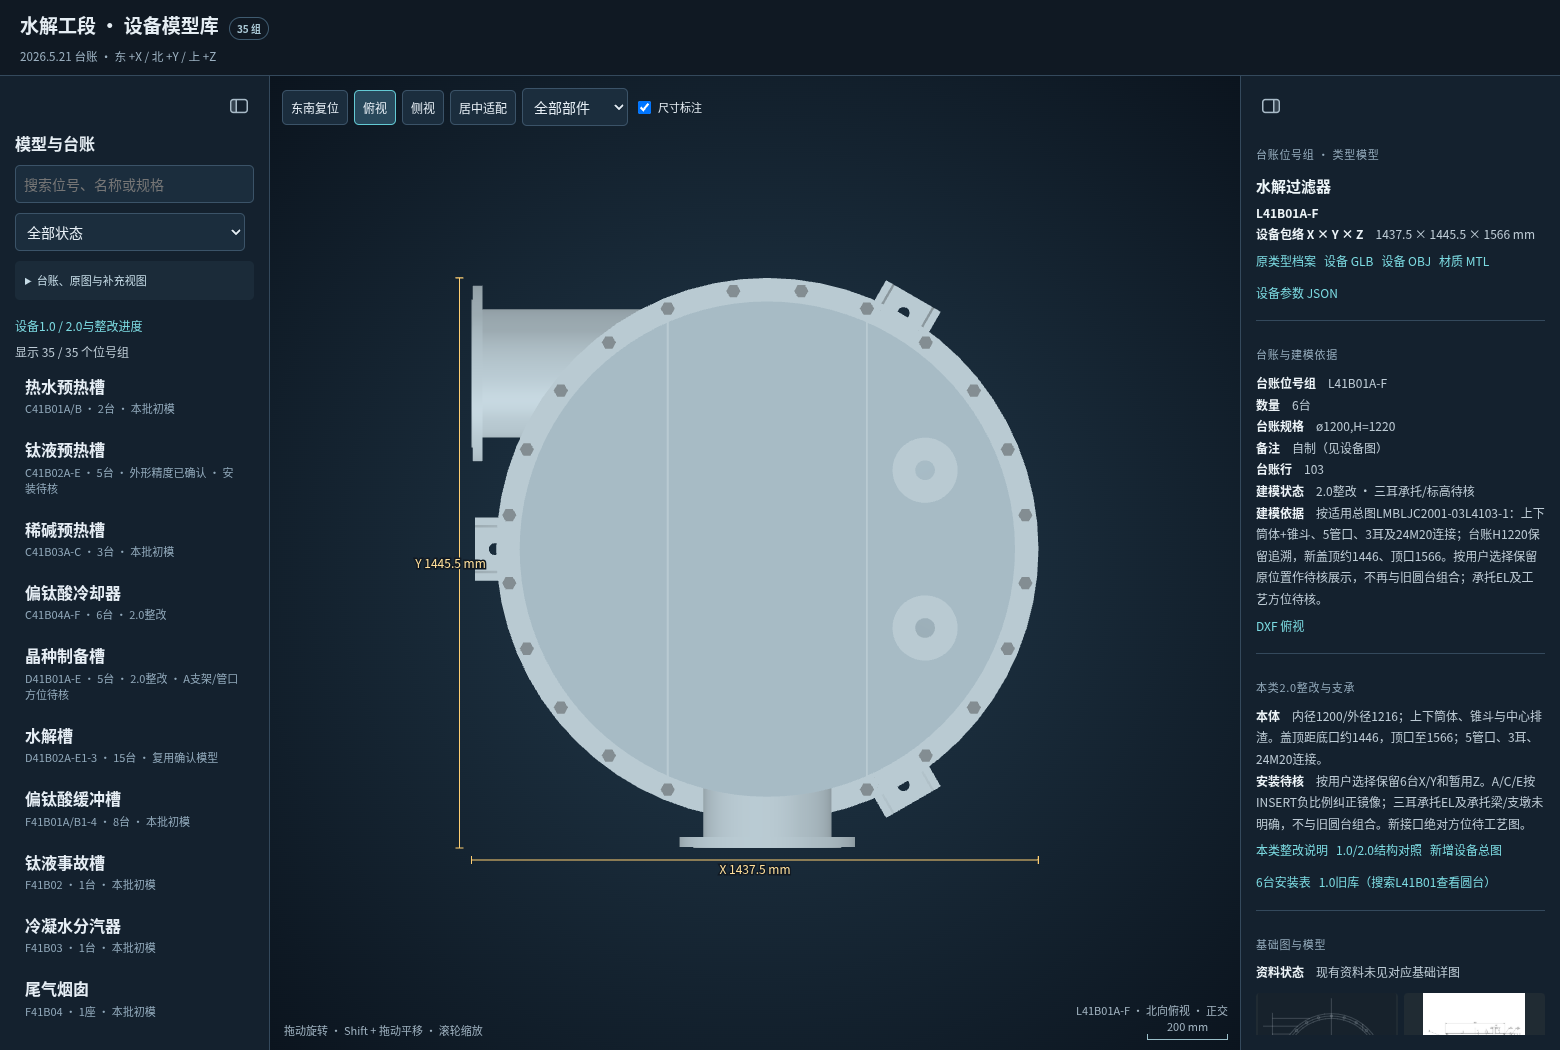 水解工段 · 设备模型库 35 组
2026.5.21 台账 · 东 +X / 北 +Y / 上 +Z
模型与台账
搜索位号、名称或规格
全部状态
台账、原图与补充视图
设备1.0 / 2.0与整改进度
显示 35 / 35 个位号组
热水预热槽
C41B01A/B · 2台 · 本批初模
钛液预热槽
C41B02A-E · 5台 · 外形精度已确认 · 安
装待核
稀碱预热槽
C41B03A-C · 3台 · 本批初模
偏钛酸冷却器
C41B04A-F · 6台 · 2.0整改
晶种制备槽
D41B01A-E · 5台 · 2.0整改 · A支架/管口
方位待核
水解槽
D41B02A-E1-3 · 15台 · 复用确认模型
偏钛酸缓冲槽
F41B01A/B1-4 · 8台 · 本批初模
钛液事故槽
F41B02 · 1台 · 本批初模
冷凝水分汽器
F41B03 · 1台 · 本批初模
尾气烟囱
F41B04 · 1座 · 本批初模
东南复位 俯视 侧视 居中适配 全部部件 尺寸标注
Y 1445.5 mm
X 1437.5 mm
拖动旋转 · Shift + 拖动平移 · 滚轮缩放
L41B01A-F · 北向俯视 · 正交
200 mm
台账位号组 · 类型模型
水解过滤器
L41B01A-F
设备包络 X × Y × Z 1437.5 × 1445.5 × 1566 mm
原类型档案 设备 GLB 设备 OBJ 材质 MTL
设备参数 JSON
台账与建模依据
台账位号组 L41B01A-F
数量 6台
台账规格 ø1200,H=1220
备注 自制（见设备图）
台账行 103
建模状态 2.0整改 · 三耳承托/标高待核
建模依据 按适用总图LMBLJC2001-03L4103-1：上下
筒体+锥斗、5管口、3耳及24M20连接；台账H1220保
留追溯，新盖顶约1446、顶口1566。按用户选择保留
原位置作待核展示，不再与旧圆台组合；承托EL及工
艺方位待核。
DXF 俯视
本类2.0整改与支承
本体 内径1200/外径1216；上下筒体、锥斗与中心排
渣。盖顶距底口约1446，顶口至1566；5管口、3耳、
24M20连接。
安装待核 按用户选择保留6台X/Y和暂用Z。A/C/E按
INSERT负比例纠正镜像；三耳承托EL及承托梁/支墩未
明确，不与旧圆台组合。新接口绝对方位待工艺图。
本类整改说明 1.0/2.0结构对照 新增设备总图
6台安装表 1.0旧库（搜索L41B01查看圆台）
基础图与模型
资料状态 现有资料未见对应基础详图